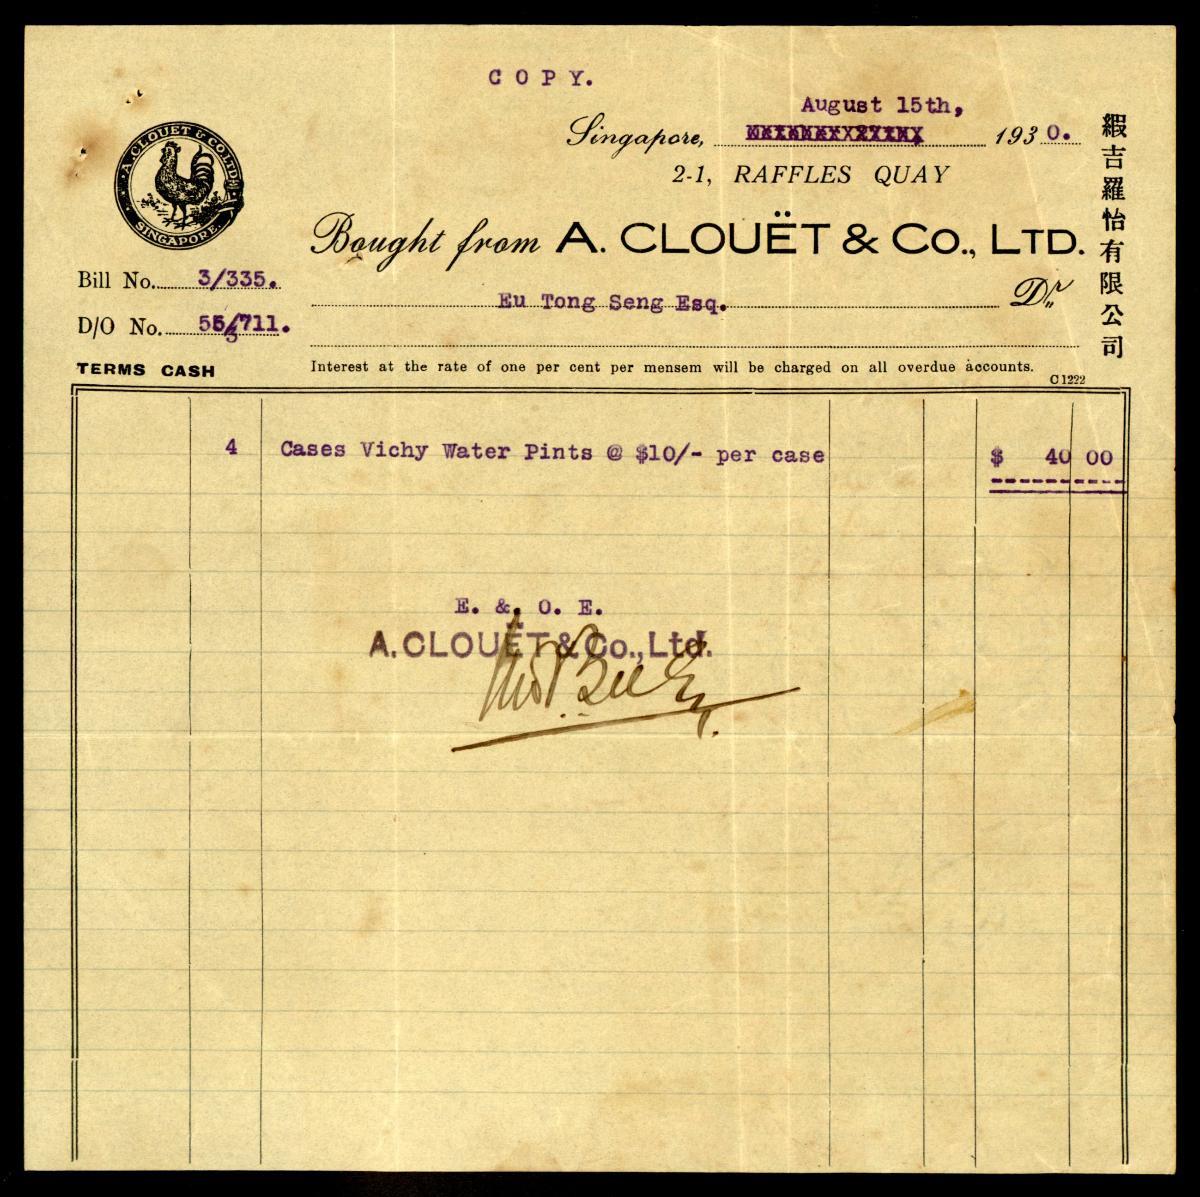 COPY.
August 15th,
Singapore, 1930.
2-1, RAFFLES QUAY
A. CLOUET & CO. LTD.
SINGAPORE
Bought from A. CLOUËT & Co., LTD.
緞吉羅怡有限公司
Bill No. 3/335.
Eu Tong Seng Esq. Dr.
D/O No. 711.
TERMS CASH
Interest at the rate of one per cent per mensem will be charged on all overdue accounts.
C1222
4 Cases Vichy Water Pints @ $10/- per case $ 40 00
E. & O. E.
A. CLOUËT & Co., Ltd.